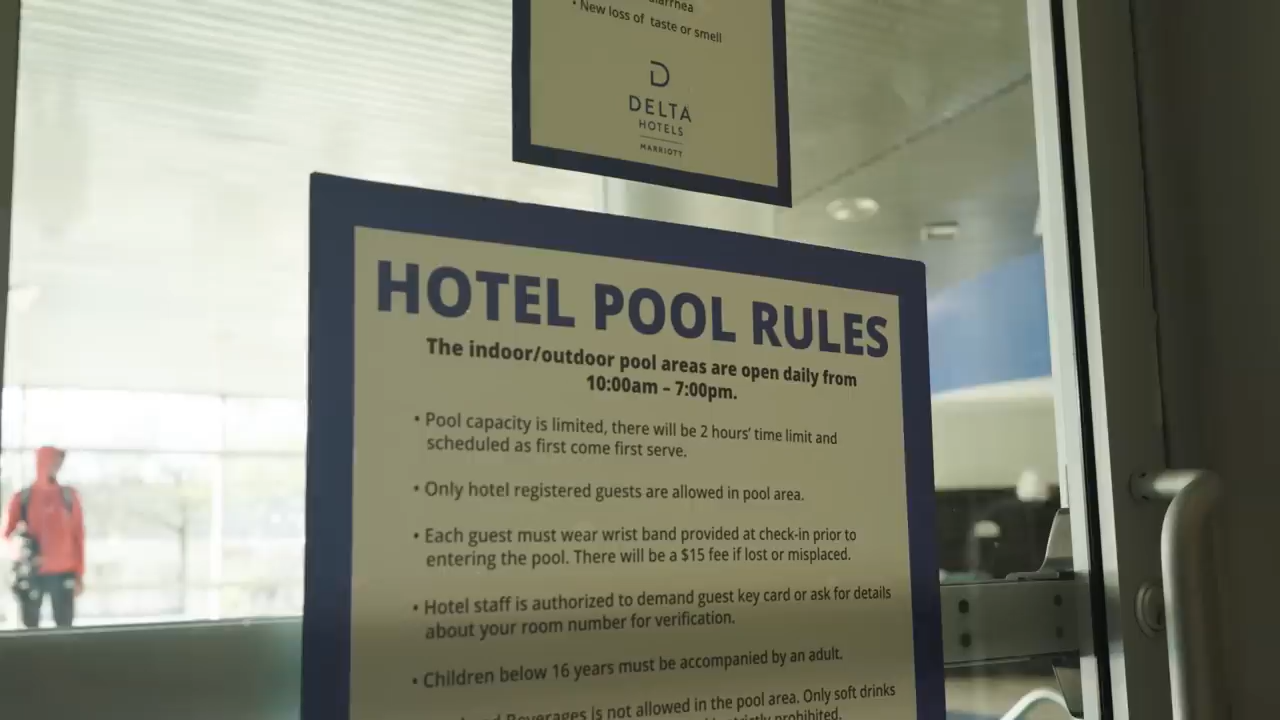 • New loss of taste or smell
D
DELTA
HOTELS
MARRIOTT
HOTEL POOL RULES
The indoor/outdoor pool areas are open daily from
10:00am – 7:00pm.
• Pool capacity is limited, there will be 2 hours' time limit and
scheduled as first come first serve.
• Only hotel registered guests are allowed in pool area.
• Each guest must wear wrist band provided at check-in prior to
entering the pool. There will be a $15 fee if lost or misplaced.
• Hotel staff is authorized to demand guest key card or ask for details
about your room number for verification.
• Children below 16 years must be accompanied by an adult.
Beverages is not allowed in the pool area. Only soft drinks
strictly prohibited.